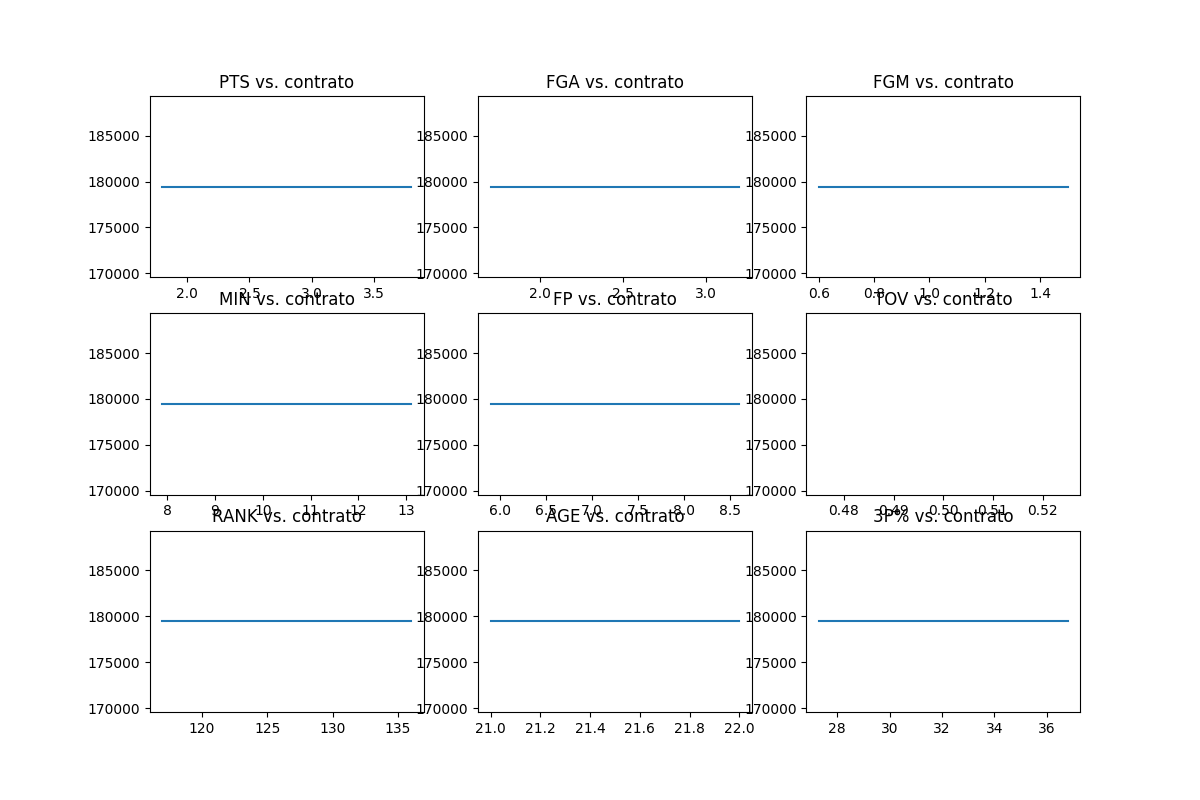 PTS vs. contrato
FGA vs. contrato
FGM vs. contrato
185000
180000
175000
170000
185000
180000
175000
170000
185000
180000
175000
170000
2.0 2.5 3.0 3.5
2.0 2.5 3.0
0.6 0.8 1.0 1.2 1.4
MIN vs. contrato
FP vs. contrato
TOV vs. contrato
185000
180000
175000
170000
185000
180000
175000
170000
185000
180000
175000
170000
8 9 10 11 12 13
6.0 6.5 7.0 7.5 8.0 8.5
0.48 0.49 0.50 0.51 0.52
RANK vs. contrato
AGE vs. contrato
3P% vs. contrato
185000
180000
175000
170000
185000
180000
175000
170000
185000
180000
175000
170000
120 125 130 135
21.0 21.2 21.4 21.6 21.8 22.0
28 30 32 34 36